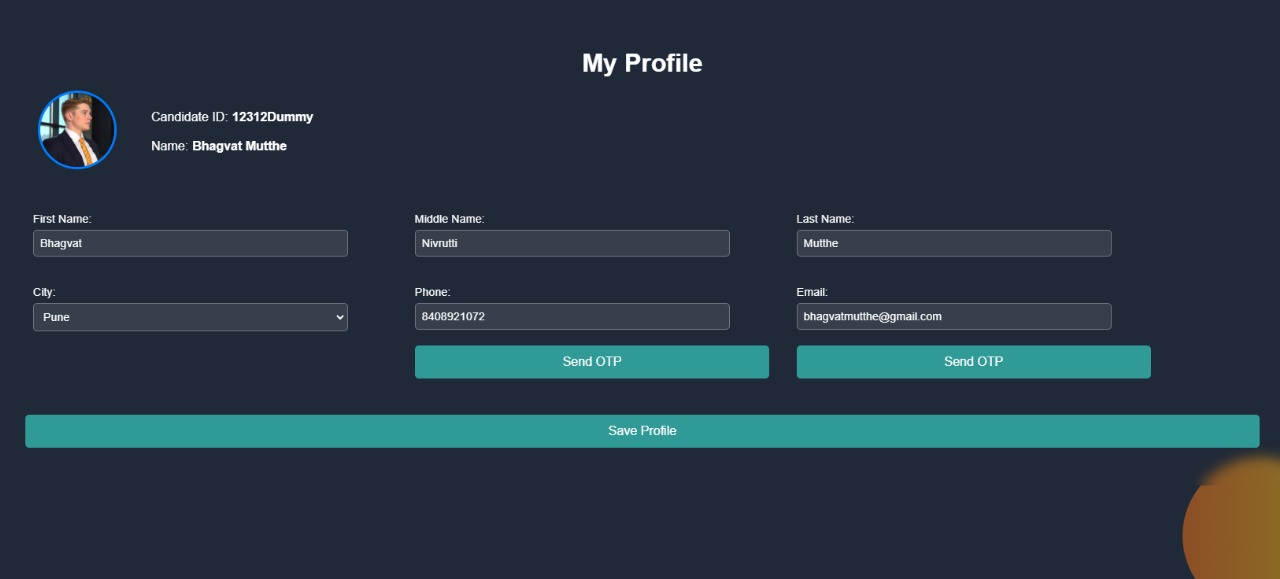 My Profile
Candidate ID: 12312Dummy
Name: Bhagvat Mutthe
First Name:
Middle Name:
Last Name:
Bhagvat
Nivrutti
Mutthe
City:
Phone:
Email:
Pune
8408921072
bhagvatmutthe@gmail.com
Send OTP
Send OTP
Save Profile